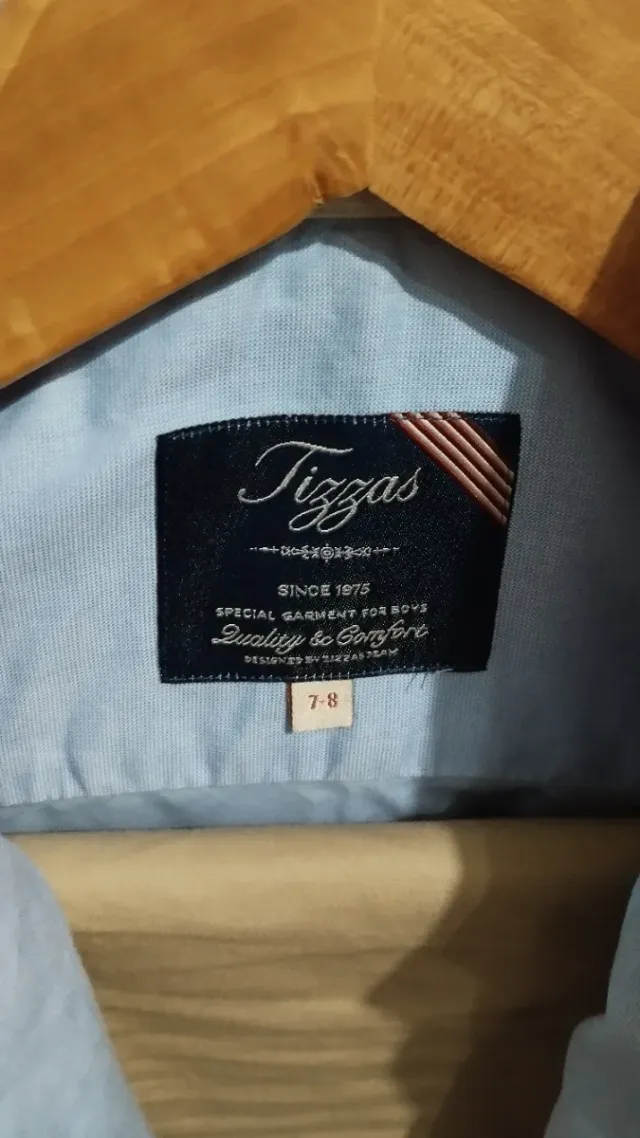 Tizzas
SINCE 1975
SPECIAL GARMENT FOR BOYS
Quality & Comfort
DESIGNED BY TIZZAS TEAM
7-8